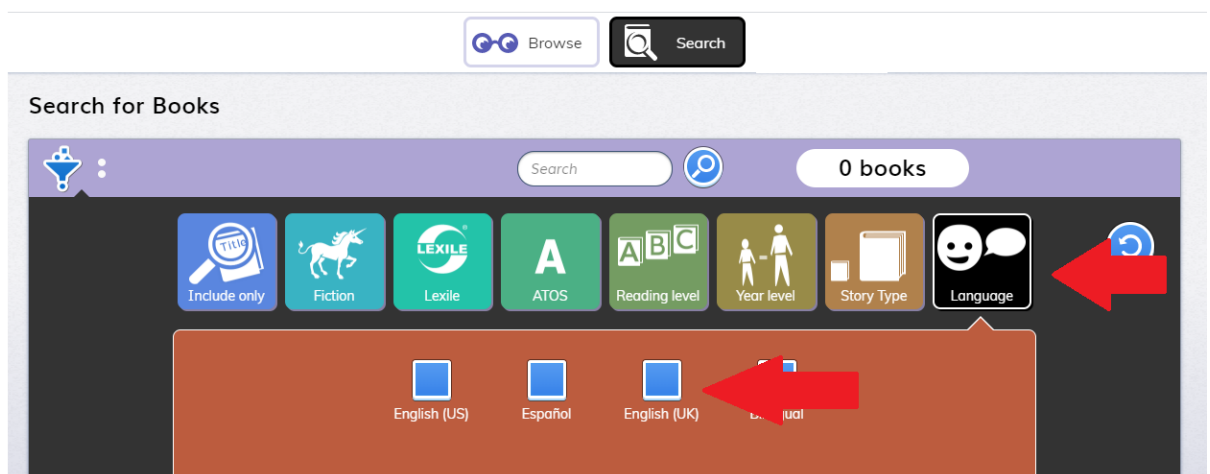 Browse
Search
Search for Books
:
Search
0 books
Title
LEXILE
A
ABC
Include only
Fiction
Lexile
ATOS
Reading level
Year level
Story Type
Language
English (US)
Español
English (UK)